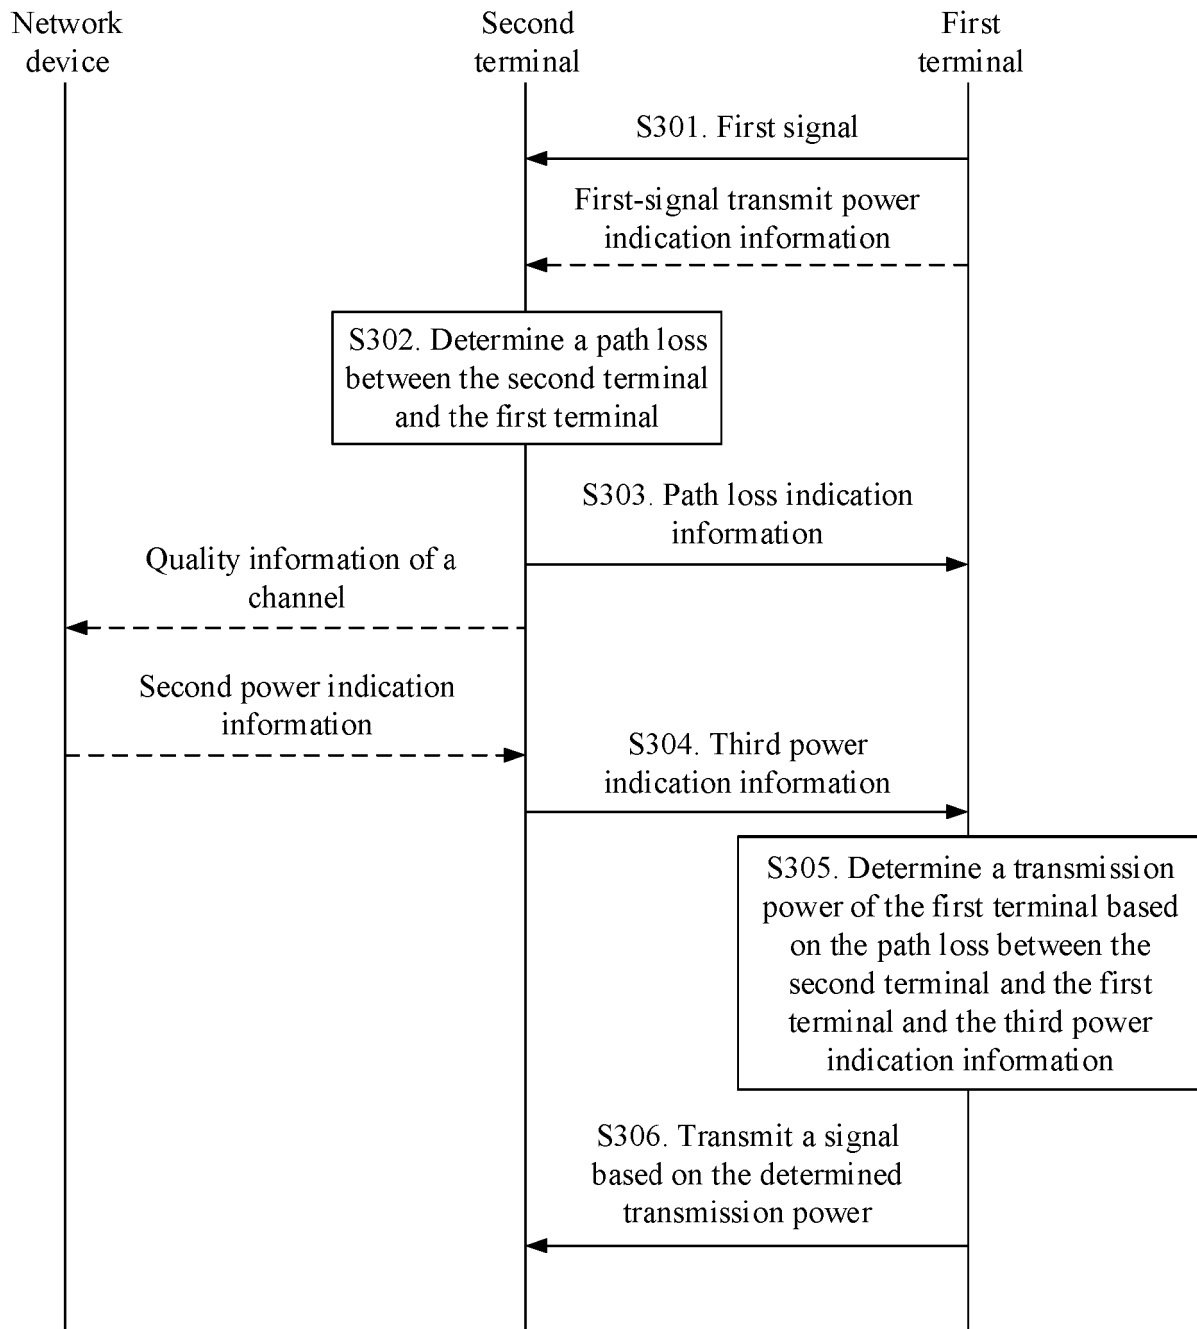 Network
device
Second
terminal
First
terminal
S301. First signal
First-signal transmit power
indication information
S302. Determine a path loss
between the second terminal
and the first terminal
S303. Path loss indication
information
Quality information of a
channel
Second power indication
information
S304. Third power
indication information
S305. Determine a transmission
power of the first terminal based
on the path loss between the
second terminal and the first
terminal and the third power
indication information
S306. Transmit a signal
based on the determined
transmission power